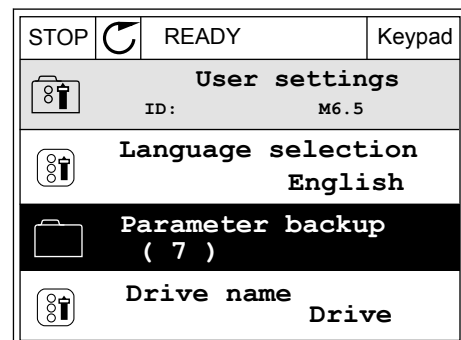 STOP READY Keypad
User settings
ID: M6.5
Language selection
English
Parameter backup
( 7 )
Drive name
Drive